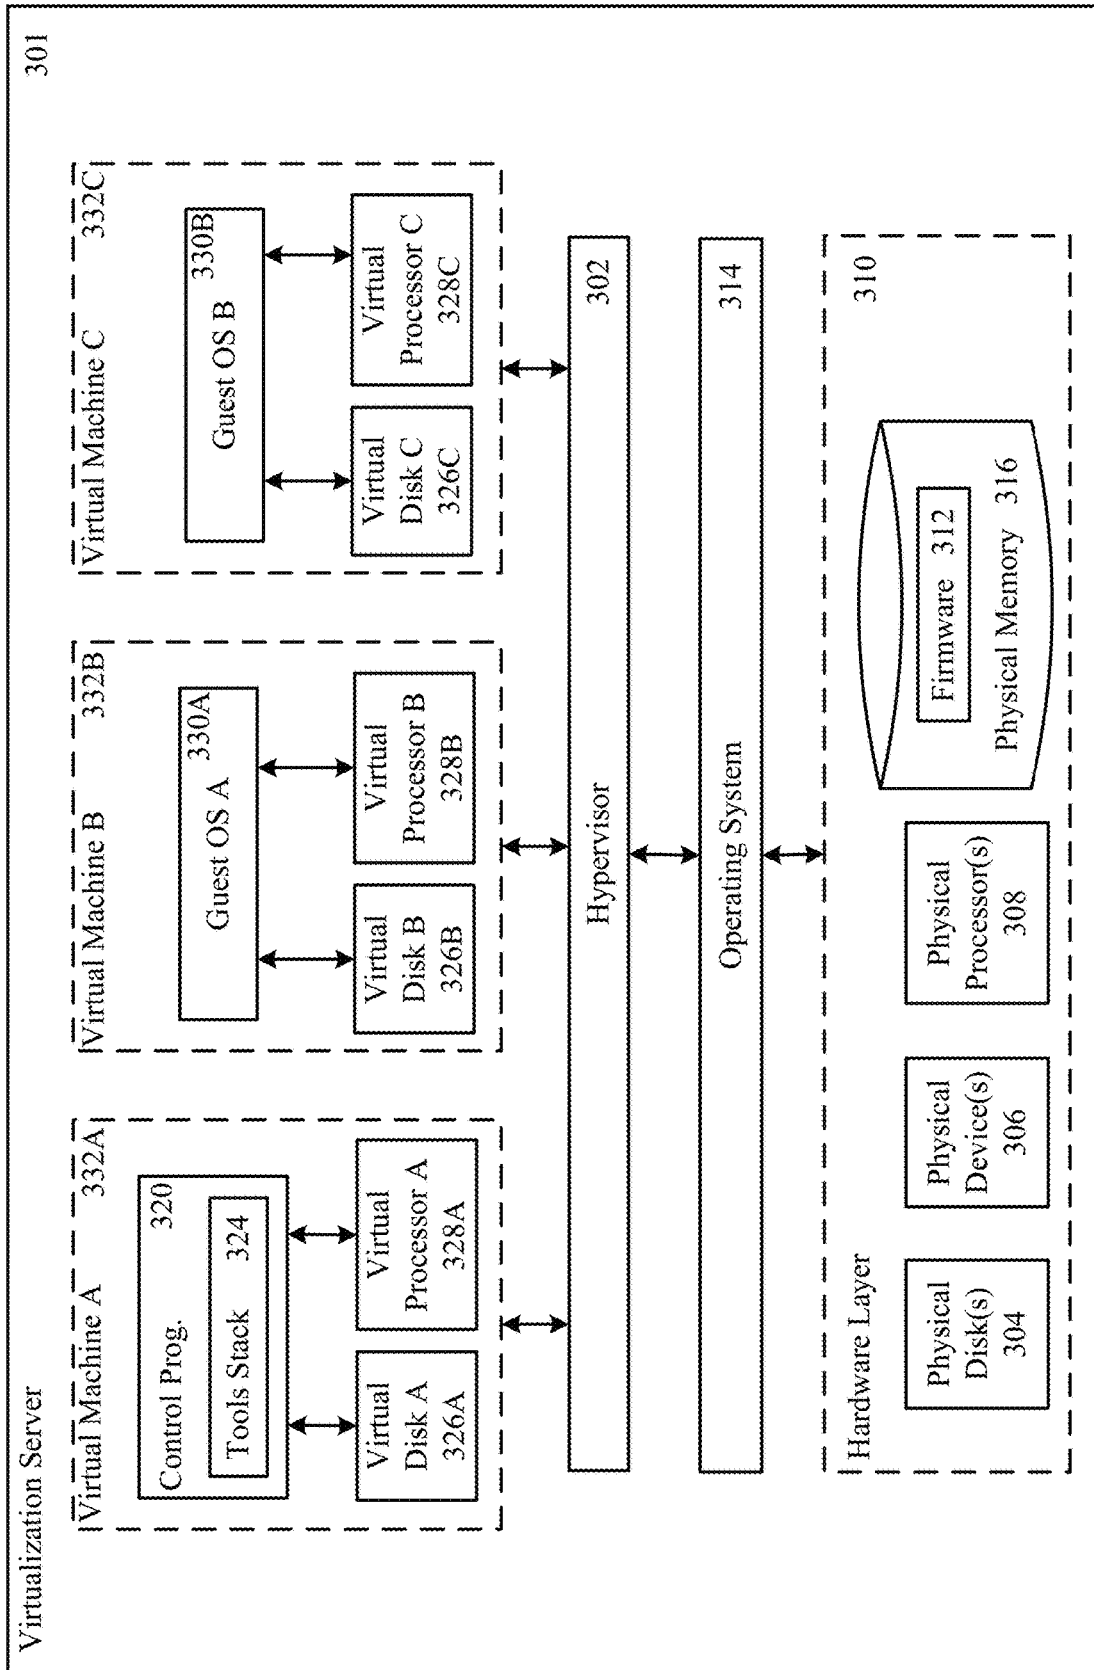 Virtualization Server
301
Virtual Machine A
332A
Control Prog.
320
Tools Stack
324
Virtual
Disk A
326A
Virtual
Processor A
328A
Virtual Machine B
332B
Guest OS A
330A
Virtual
Disk B
326B
Virtual
Processor B
328B
Virtual Machine C
332C
Guest OS B
330B
Virtual
Disk C
326C
Virtual
Processor C
328C
Hypervisor
302
Operating System
314
Hardware Layer
310
Physical
Disk(s)
304
Physical
Device(s)
306
Physical
Processor(s)
308
Firmware 312
Physical Memory 316